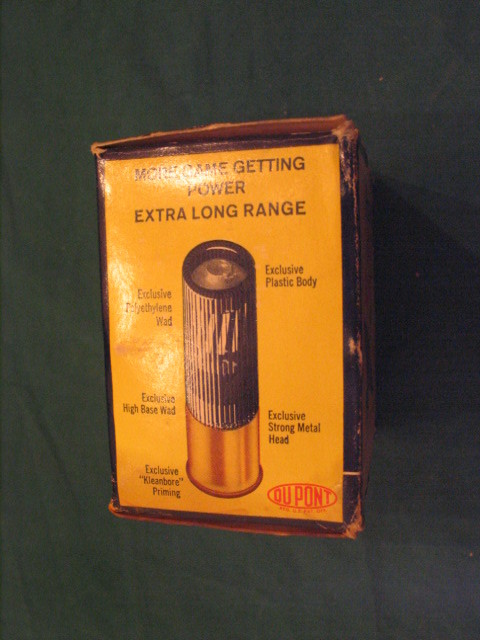 MORE GAME GETTING
POWER
EXTRA LONG RANGE
Exclusive
Plastic Body
Exclusive
Polyethylene
Wad
Exclusive
High Base Wad
Exclusive
Strong Metal
Head
Exclusive
"Kleanbore"
Priming
DU PONT